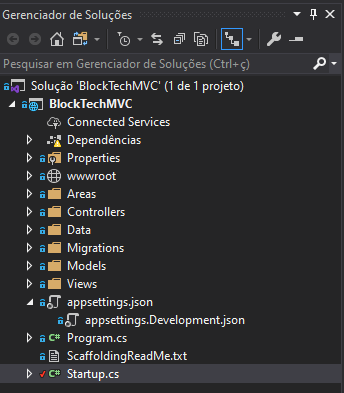 Gerenciador de Soluções
Pesquisar em Gerenciador de Soluções (Ctrl+ç)
Solução 'BlockTechMVC' (1 de 1 projeto)
BlockTechMVC
Connected Services
Dependências
Properties
wwwroot
Areas
Controllers
Data
Migrations
Models
Views
appsettings.json
appsettings.Development.json
C# Program.cs
ScaffoldingReadMe.txt
C# Startup.cs